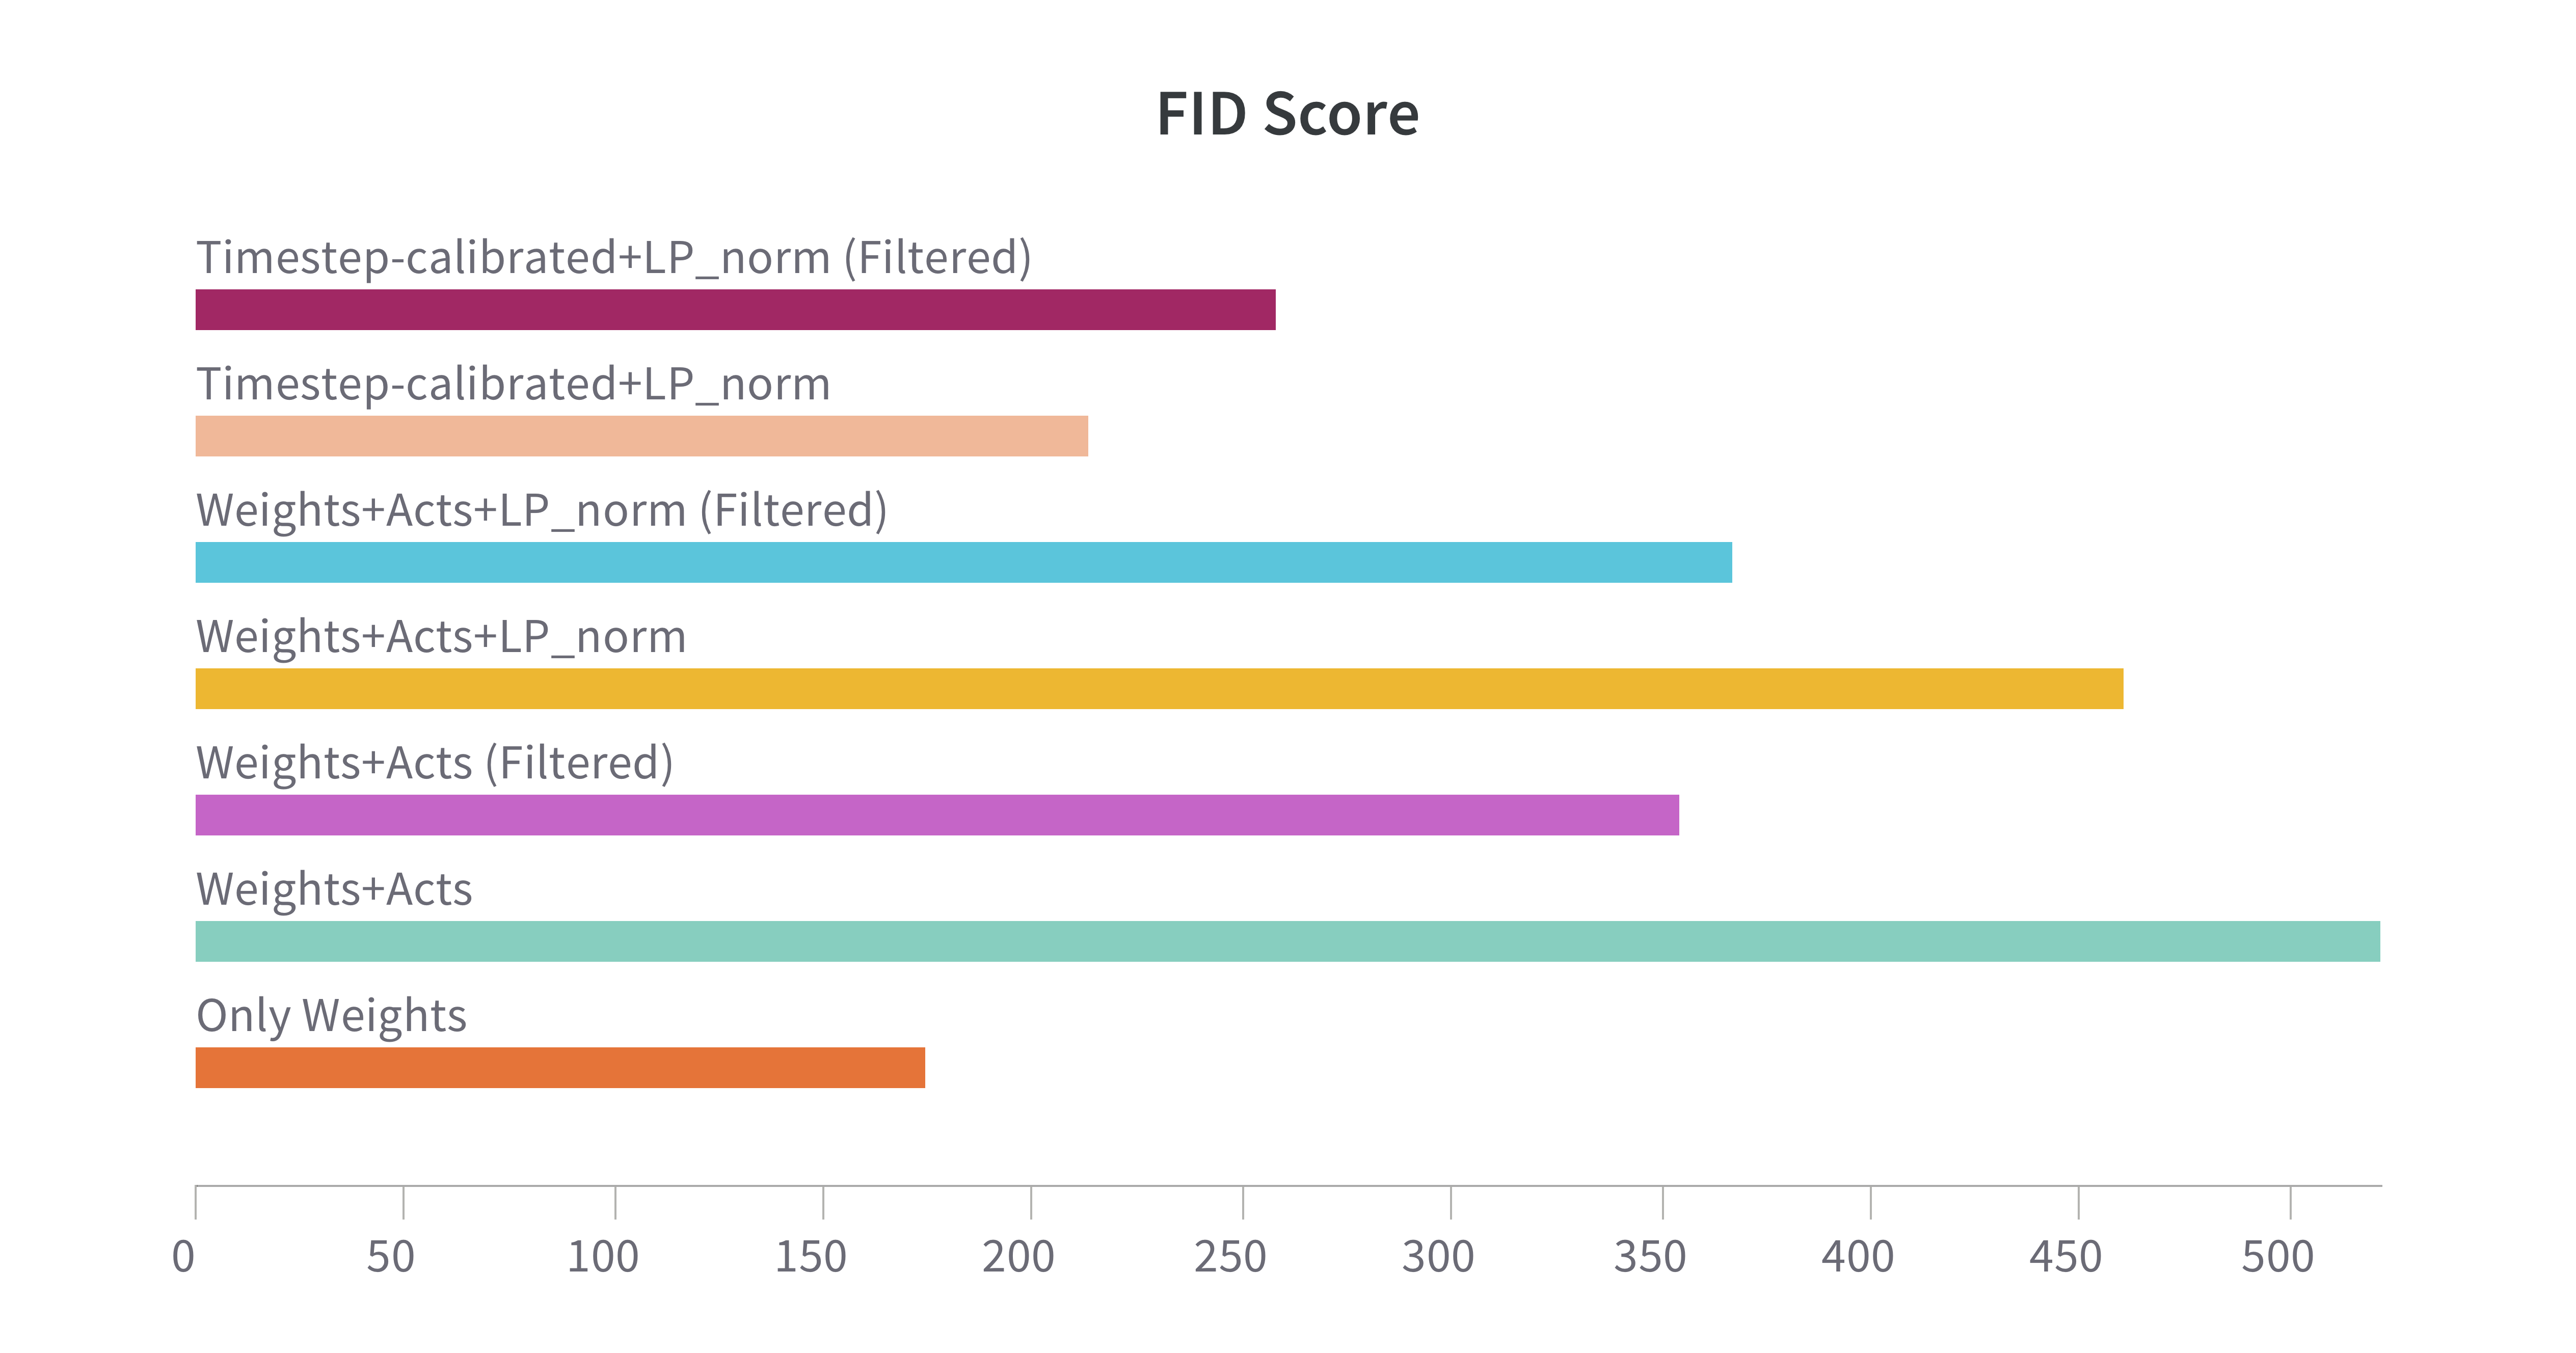 FID Score
Timestep-calibrated+LP_norm (Filtered)
Timestep-calibrated+LP_norm
Weights+Acts+LP_norm (Filtered)
Weights+Acts+LP_norm
Weights+Acts (Filtered)
Weights+Acts
Only Weights
0 50 100 150 200 250 300 350 400 450 500